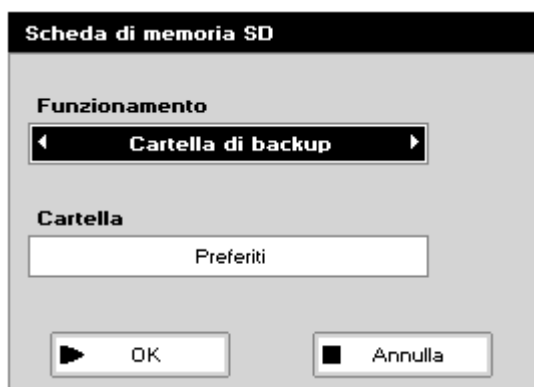 Scheda di memoria SD
Funzionamento
Cartella di backup
Cartella
Preferiti
OK
Annulla